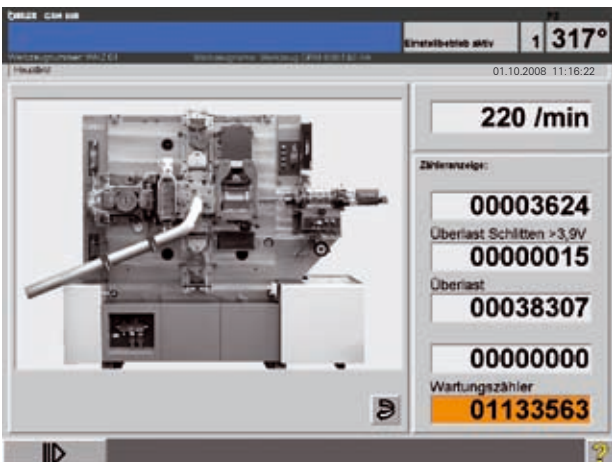 Einstellbetrieb aktiv
1
317°
01.10.2008 11:16:22
220 /min
Zähleranzeige:
00003624
Überlast Schlitten >3,9V
00000015
Überlast
00038307
00000000
Wartungszähler
01133563
?